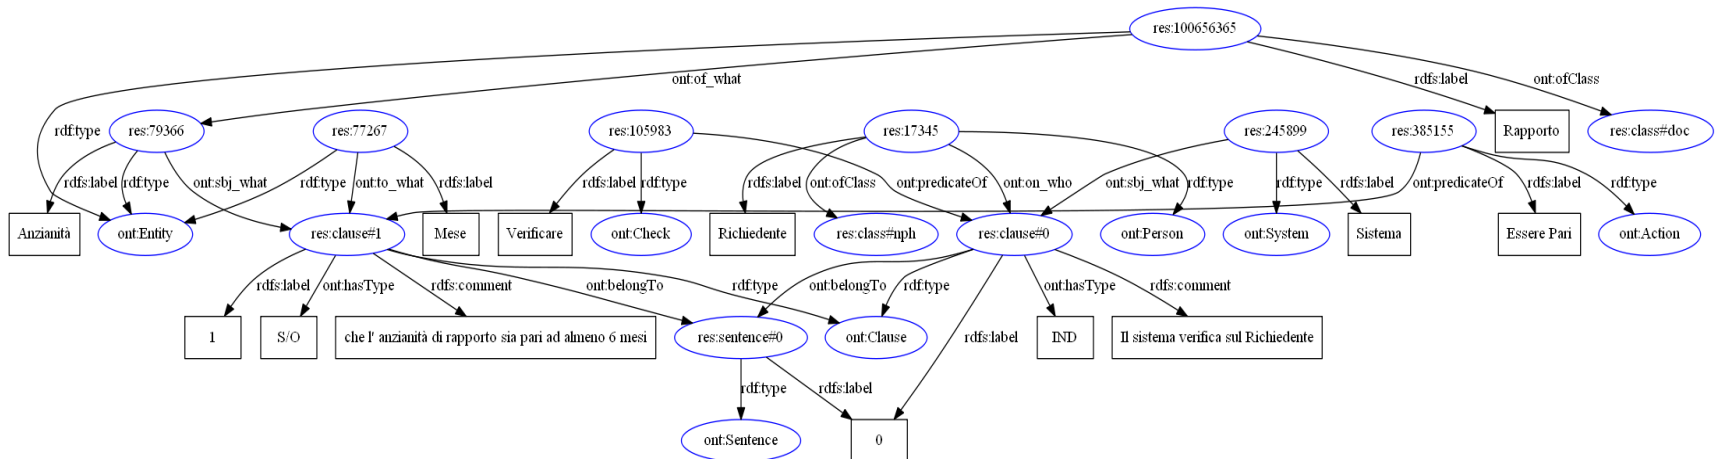 res:100656365
ont:of_what
rdfs:label
ont:ofClass
rdf:type
res:79366
res:77267
res:105983
res:17345
res:245899
res:385155
Rapporto
res:class#doc
rdfs:label
rdf:type
ont:sbj_what
rdf:type
ont:to_what
rdfs:label
rdfs:label
rdf:type
rdfs:label
ont:ofClass
ont:predicateOf
ont:on_who
ont:sbj_what
rdf:type
rdf:type
rdfs:label
ont:predicateOf
rdfs:label
rdf:type
Anzianità
ont:Entity
res:clause#1
Mese
Verificare
ont:Check
Richiedente
res:class#nph
res:clause#0
ont:Person
ont:System
Sistema
Essere Pari
ont:Action
rdfs:label
ont:hasType
rdfs:comment
ont:belongTo
rdf:type
ont:belongTo
rdf:type
ont:hasType
rdfs:comment
1
S/O
che l' anzianità di rapporto sia pari ad almeno 6 mesi
res:sentence#0
ont:Clause
rdfs:label
IND
Il sistema verifica sul Richiedente
rdf:type
rdfs:label
ont:Sentence
0